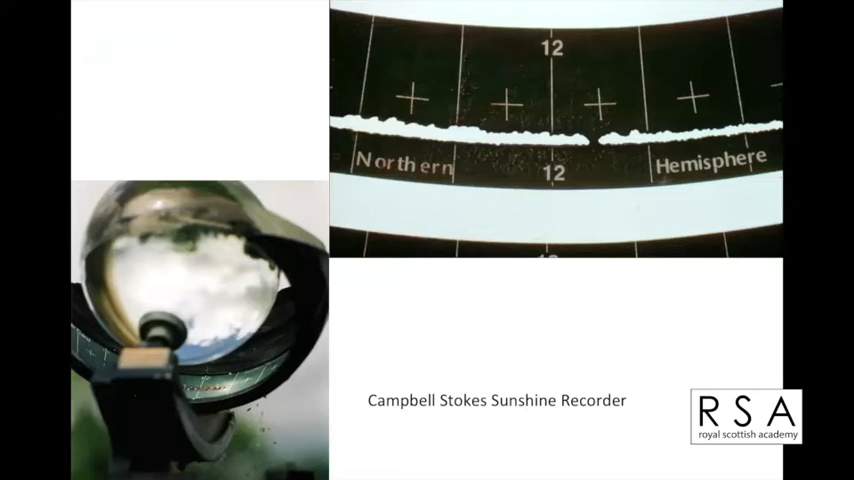 12
Northern
Hemisphere
12
Campbell Stokes Sunshine Recorder
RSA
royal scottish academy